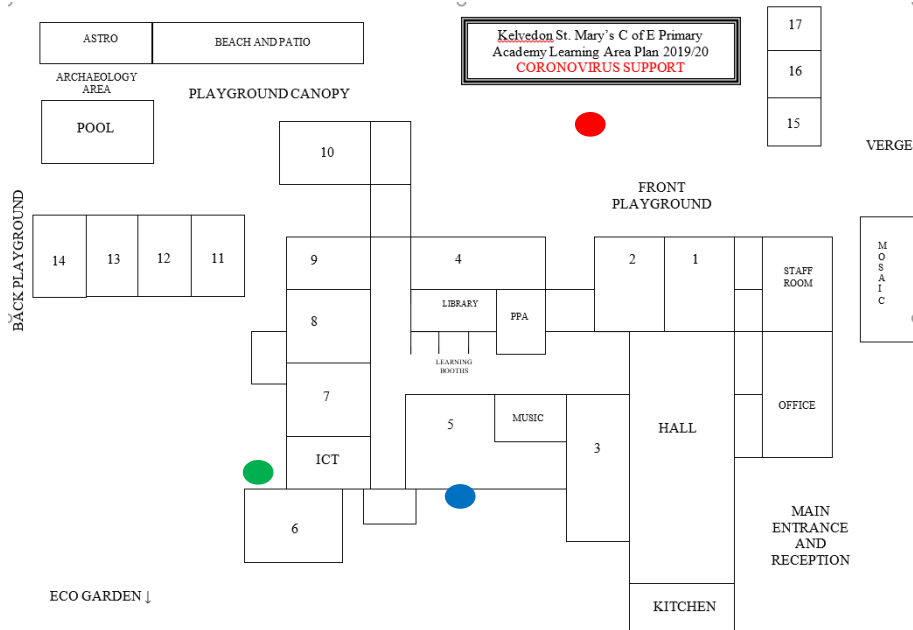 Kelvedon St. Mary's C of E Primary
Academy Learning Area Plan 2019/20
CORONOVIRUS SUPPORT
ASTRO
BEACH AND PATIO
17
16
15
ARCHAEOLOGY
AREA
PLAYGROUND CANOPY
POOL
VERGE
10
FRONT
PLAYGROUND
BACK PLAYGROUND
14
13
12
11
9
4
2
1
STAFF
ROOM
MOSAIC
LIBRARY
PPA
8
LEARNING
BOOTHS
7
5
MUSIC
3
HALL
OFFICE
ICT
6
MAIN
ENTRANCE
AND
RECEPTION
ECO GARDEN ↓
KITCHEN